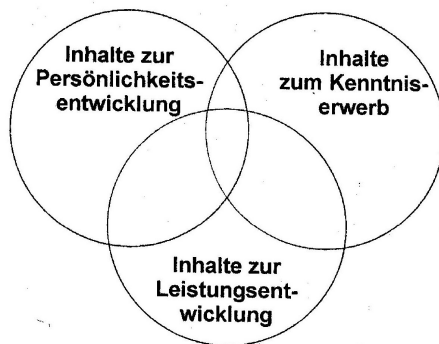 Inhalte zur
Persönlichkeits-
entwicklung
Inhalte
zum Kenntnis-
erwerb
Inhalte zur
Leistungsent-
wicklung